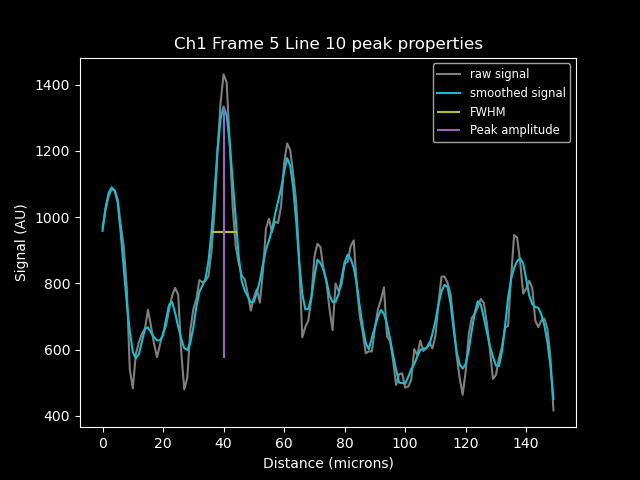 Ch1 Frame 5 Line 10 peak properties
raw signal
smoothed signal
FWHM
Peak amplitude
1400
1200
1000
800
600
400
Signal (AU)
0 20 40 60 80 100 120 140
Distance (microns)